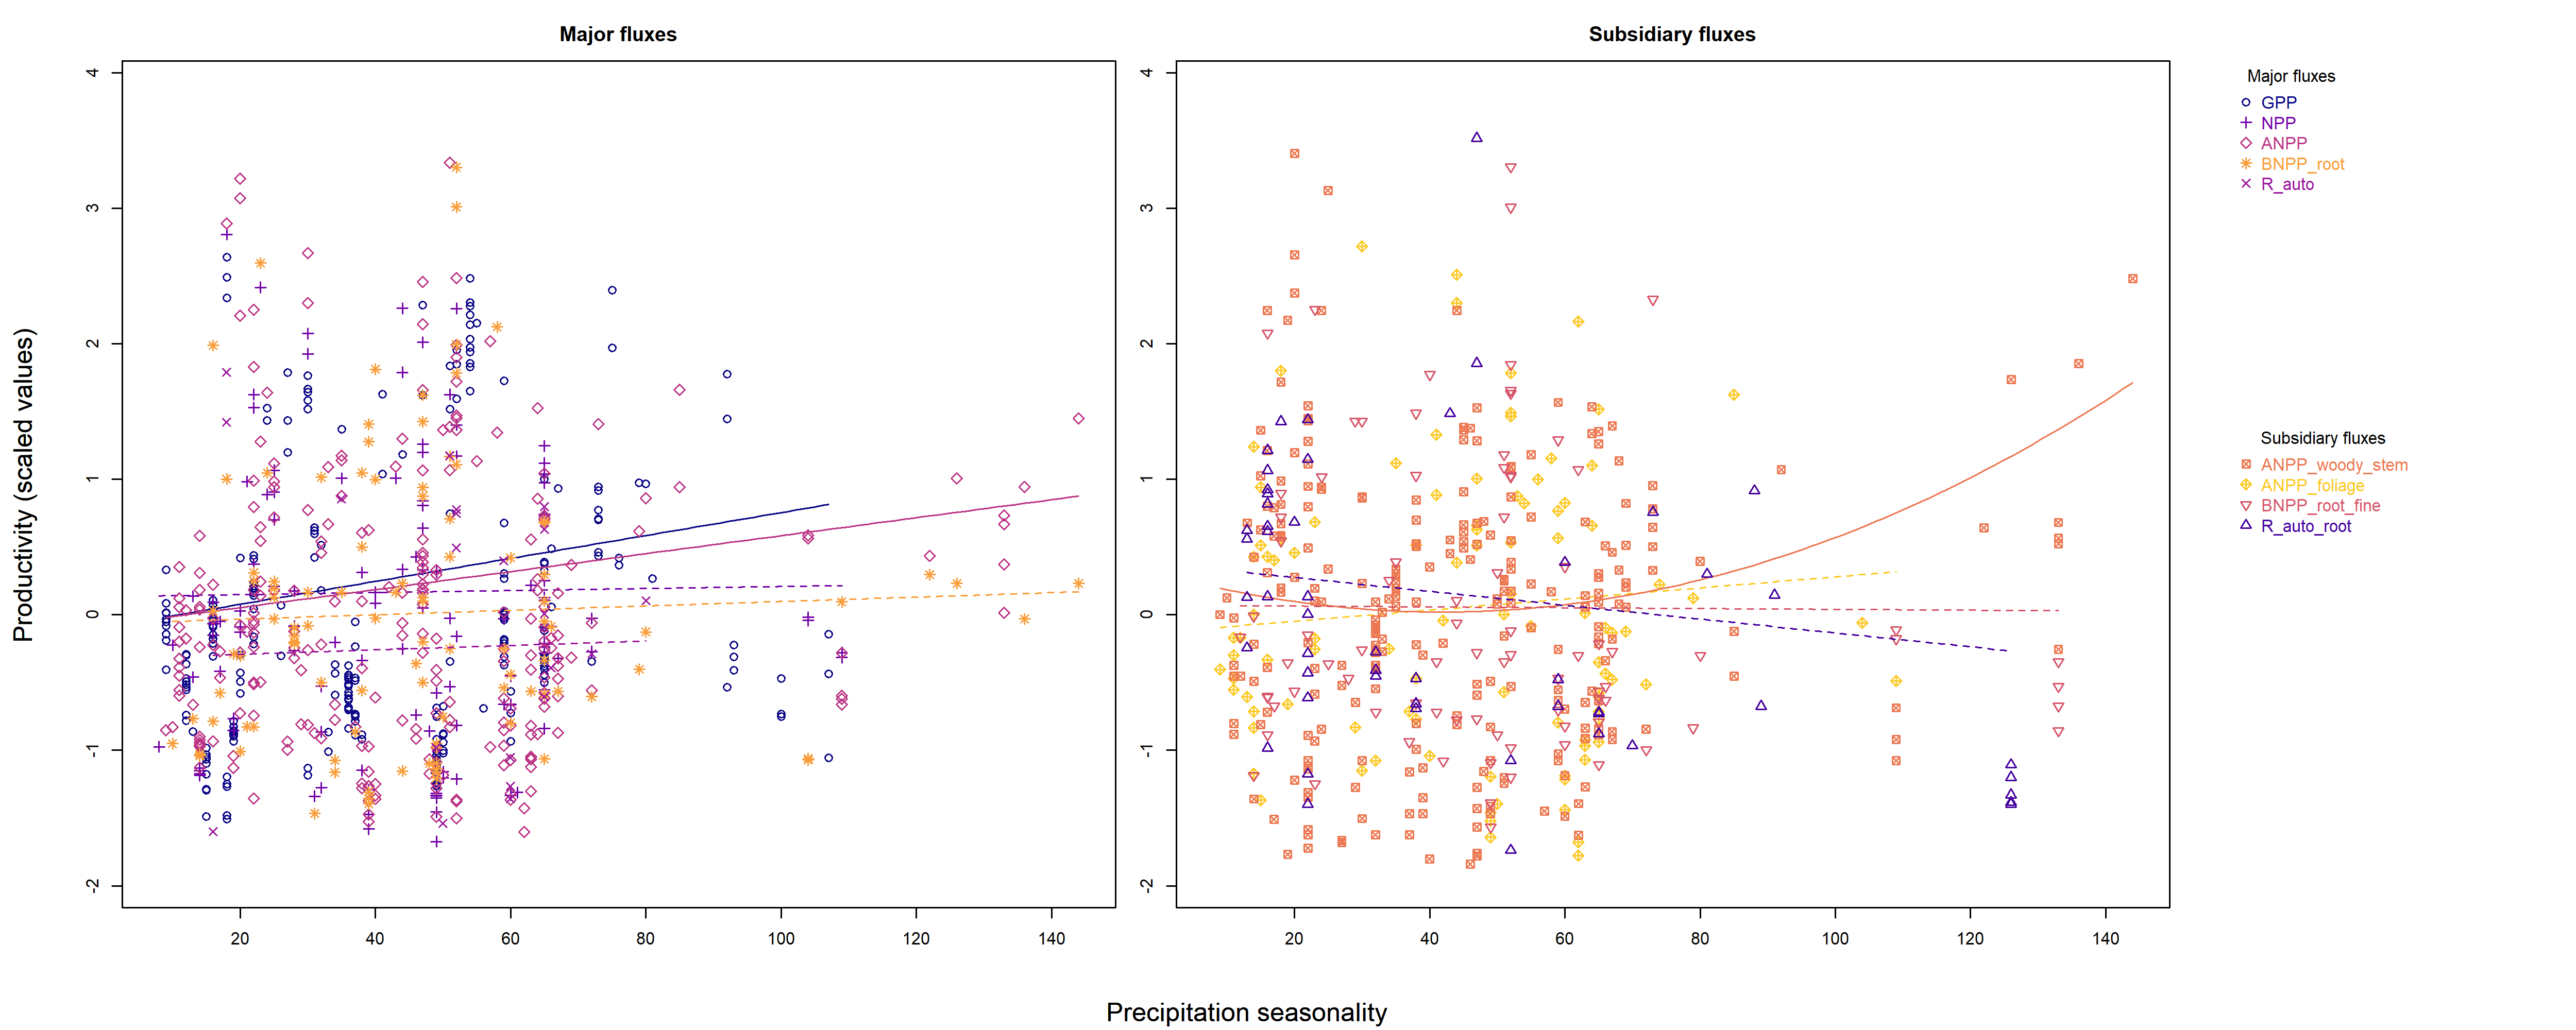 Major fluxes
Subsidiary fluxes
Productivity (scaled values)
4
3
2
1
0
-1
-2
20 40 60 80 100 120 140
4
3
2
1
0
-1
-2
20 40 60 80 100 120 140
Precipitation seasonality
Major fluxes
GPP
NPP
ANPP
BNPP_root
R_auto
Subsidiary fluxes
ANPP_woody_stem
ANPP_foliage
BNPP_root_fine
R_auto_root